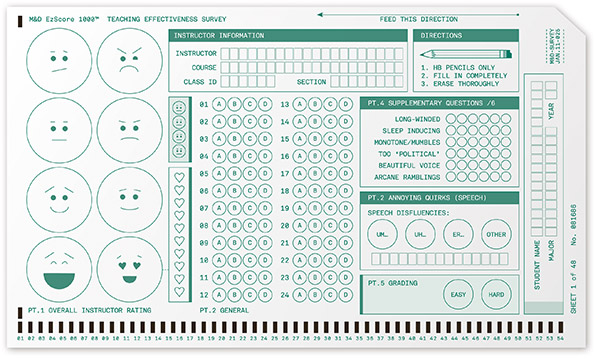 M&D EzScore 1000™ TEACHING EFFECTIVENESS SURVEY
FEED THIS DIRECTION
M&D-SURVEY
JAN.11-025
INSTRUCTOR INFORMATION
INSTRUCTOR
COURSE
CLASS ID
SECTION
DIRECTIONS
1. HB PENCILS ONLY
2. FILL IN COMPLETELY
3. ERASE THOROUGHLY
01 A B C D 13 A B C D
02 A B C D 14 A B C D
03 A B C D 15 A B C D
04 A B C D 16 A B C D
05 A B C D 17 A B C D
06 A B C D 18 A B C D
07 A B C D 19 A B C D
08 A B C D 20 A B C D
09 A B C D 21 A B C D
10 A B C D 22 A B C D
11 A B C D 23 A B C D
12 A B C D 24 A B C D
PT.4 SUPPLEMENTARY QUESTIONS /6
LONG-WINDED
SLEEP INDUCING
MONOTONE/MUMBLES
TOO "POLITICAL"
BEAUTIFUL VOICE
ARCANE RAMBLINGS
PT.2 ANNOYING QUIRKS (SPEECH)
SPEECH DISFLUENCIES:
UM… UH… ER… OTHER
PT.5 GRADING
EASY HARD
STUDENT NAME
MAJOR
YEAR
SHEET 1 of 48 No. 081686
PT.1 OVERALL INSTRUCTOR RATING
PT.2 GENERAL
01 02 03 04 05 06 07 08 09 10 11 12 13 14 15 16 17 18 19 20 21 22 23 24 25 26 27 28 29 30 31 32 33 34 35 36 37 38 39 40 41 42 43 44 45 46 47 48 49 50 51 52 53 54